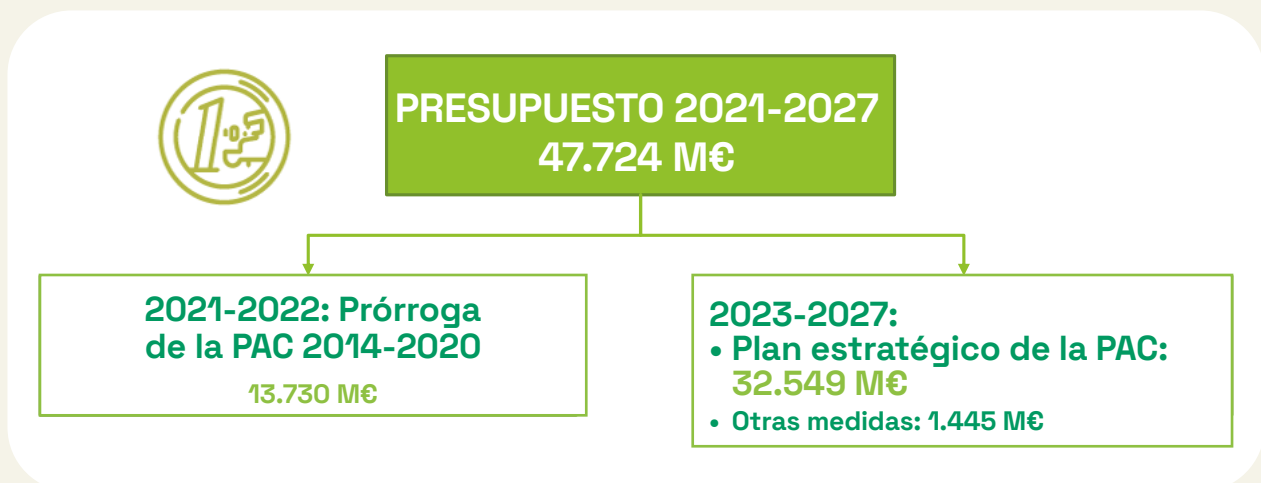 PRESUPUESTO 2021-2027
47.724 M€
2021-2022: Prórroga
de la PAC 2014-2020
13.730 M€
2023-2027:
• Plan estratégico de la PAC:
32.549 M€
• Otras medidas: 1.445 M€